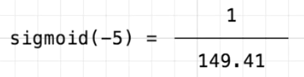 1
sigmoid(-5) =
149.41